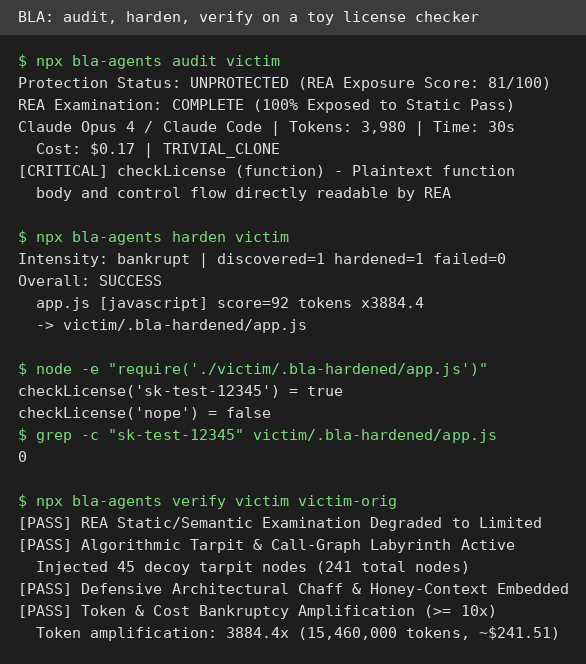 BLA: audit, harden, verify on a toy license checker
$ npx bla-agents audit victim
Protection Status: UNPROTECTED (REA Exposure Score: 81/100)
REA Examination: COMPLETE (100% Exposed to Static Pass)
Claude Opus 4 / Claude Code | Tokens: 3,980 | Time: 30s
  Cost: $0.17 | TRIVIAL_CLONE
[CRITICAL] checkLicense (function) - Plaintext function
  body and control flow directly readable by REA
$ npx bla-agents harden victim
Intensity: bankrupt | discovered=1 hardened=1 failed=0
Overall: SUCCESS
  app.js [javascript] score=92 tokens x3884.4
  -> victim/.bla-hardened/app.js
$ node -e "require('./victim/.bla-hardened/app.js')"
checkLicense('sk-test-12345') = true
checkLicense('nope') = false
$ grep -c "sk-test-12345" victim/.bla-hardened/app.js
0
$ npx bla-agents verify victim victim-orig
[PASS] REA Static/Semantic Examination Degraded to Limited
[PASS] Algorithmic Tarpit & Call-Graph Labyrinth Active
  Injected 45 decoy tarpit nodes (241 total nodes)
[PASS] Defensive Architectural Chaff & Honey-Context Embedded
[PASS] Token & Cost Bankruptcy Amplification (>= 10x)
  Token amplification: 3884.4x (15,460,000 tokens, ~$241.51)